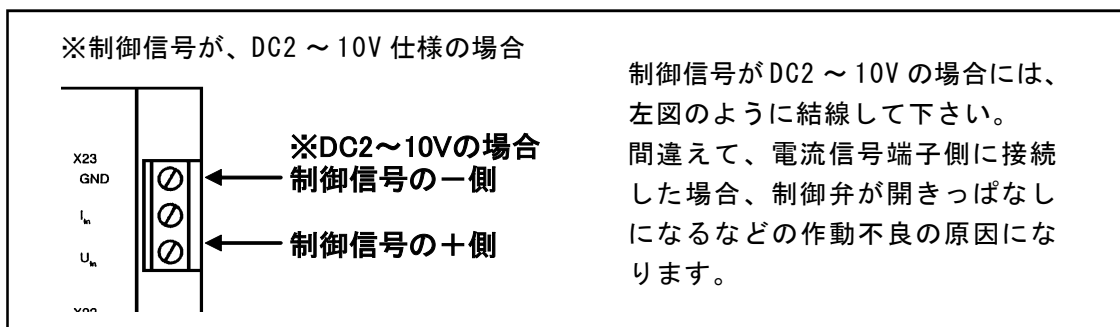 ※制御信号が、DC2 ～ 10V 仕様の場合
X23
GND
Iin
Uin
※DC2～10Vの場合
制御信号の－側
制御信号の＋側
制御信号が DC2 ～ 10V の場合には、
左図のように結線して下さい。
間違えて、電流信号端子側に接続
した場合、制御弁が開きっぱなし
になるなどの作動不良の原因にな
ります。